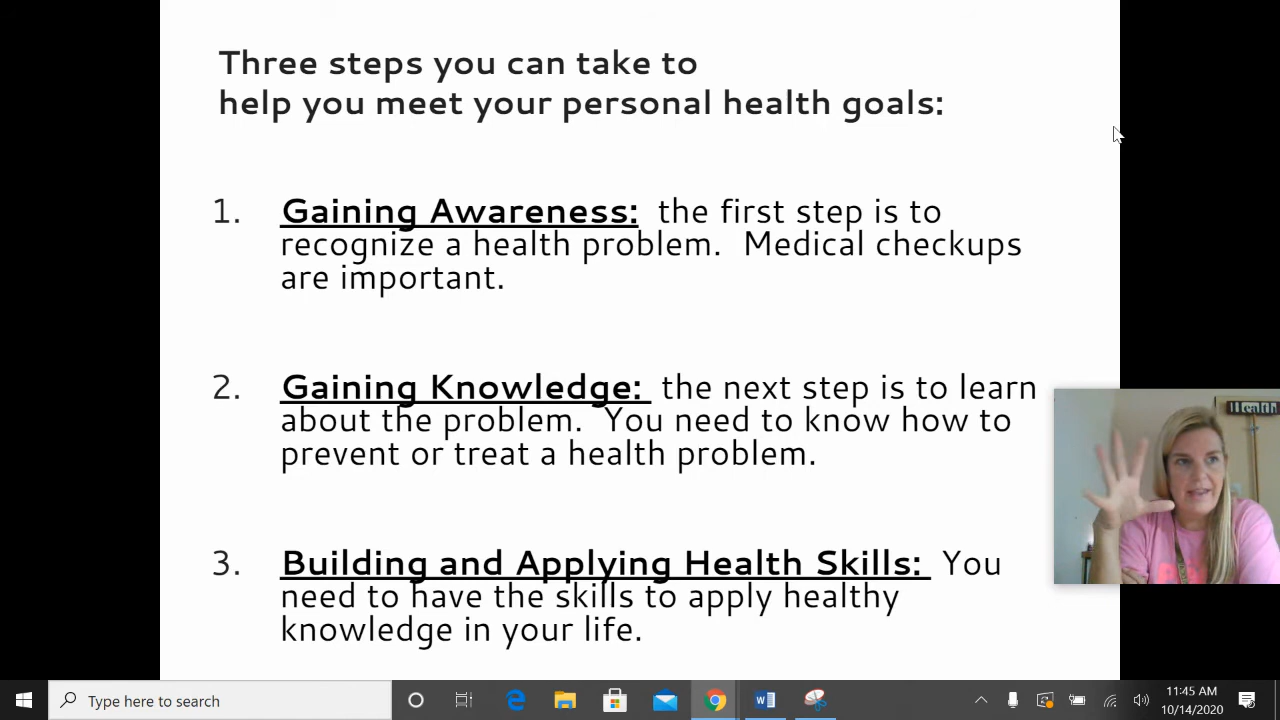 Three steps you can take to
help you meet your personal health goals:
1. Gaining Awareness: the first step is to
recognize a health problem. Medical checkups
are important.
2. Gaining Knowledge: the next step is to learn
about the problem. You need to know how to
prevent or treat a health problem.
Health
3. Building and Applying Health Skills: You
need to have the skills to apply healthy
knowledge in your life.
Type here to search
11:45 AM
10/14/2020